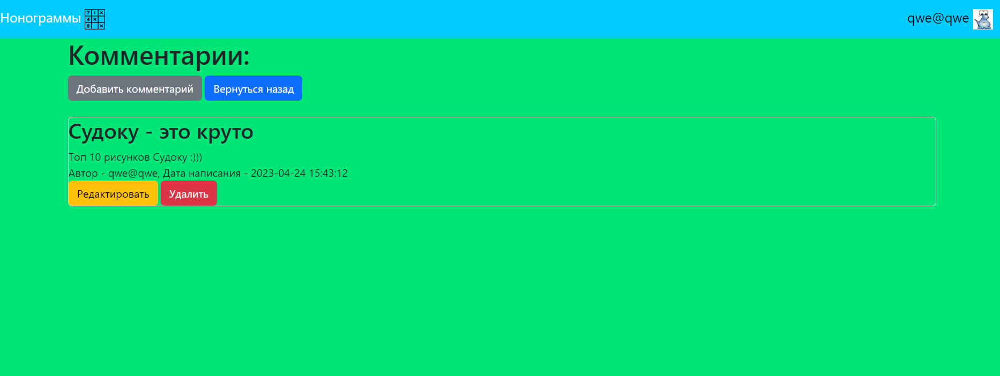 Нонограммы
qwe@qwe
Комментарии:
Добавить комментарий Вернуться назад
Судоку - это круто
Топ 10 рисунков Судоку :)))
Автор - qwe@qwe, Дата написания - 2023-04-24 15:43:12
Редактировать Удалить